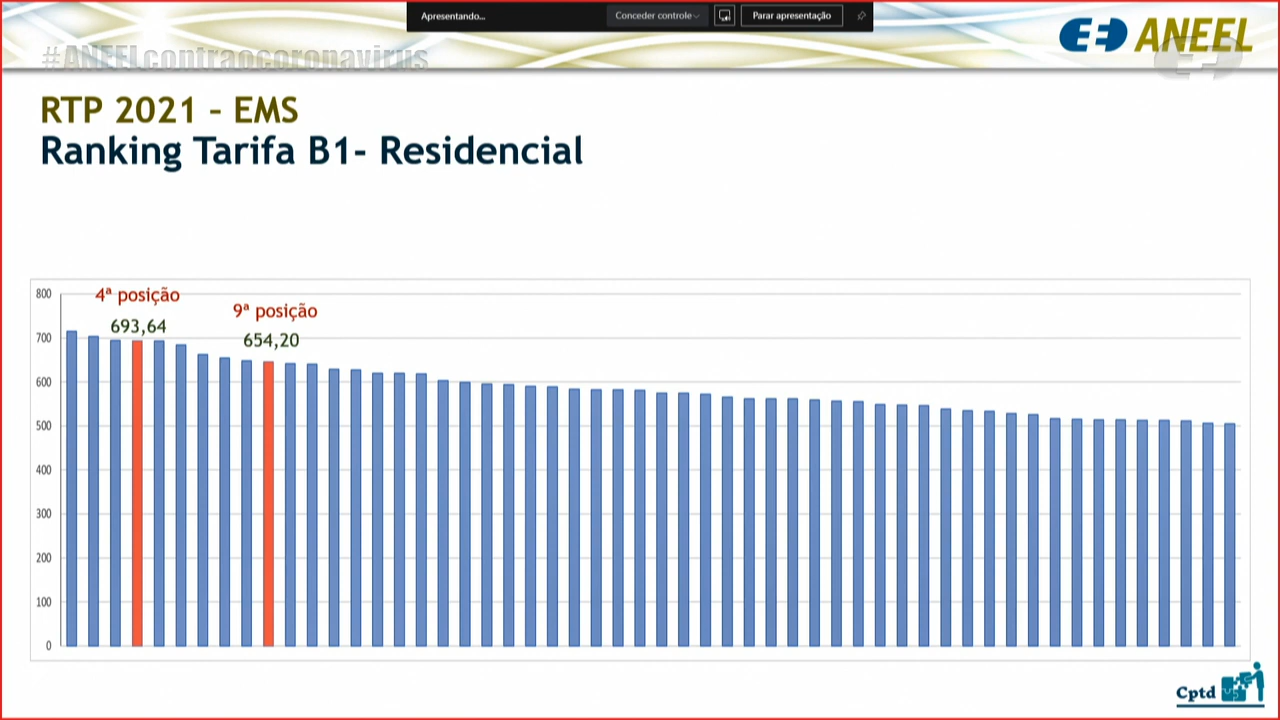 Apresentando...
Conceder controle
Parar apresentação
#ANEELcontraocoronavirus
ANEEL
RTP 2021 – EMS
Ranking Tarifa B1- Residencial
800
700
600
500
400
300
200
100
0
4ª posição
693,64
9ª posição
654,20
Cptd